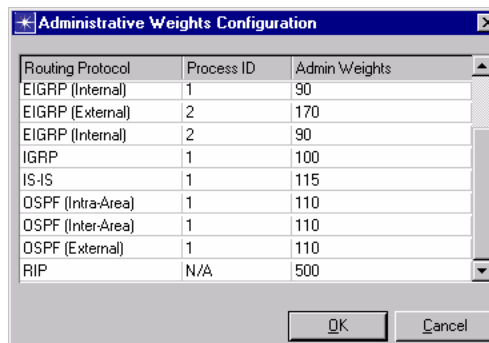 Administrative Weights Configuration
Routing Protocol Process ID Admin Weights
EIGRP (Internal) 1 90
EIGRP (External) 2 170
EIGRP (Internal) 2 90
IGRP 1 100
IS-IS 1 115
OSPF (Intra-Area) 1 110
OSPF (Inter-Area) 1 110
OSPF (External) 1 110
RIP N/A 500
OK Cancel